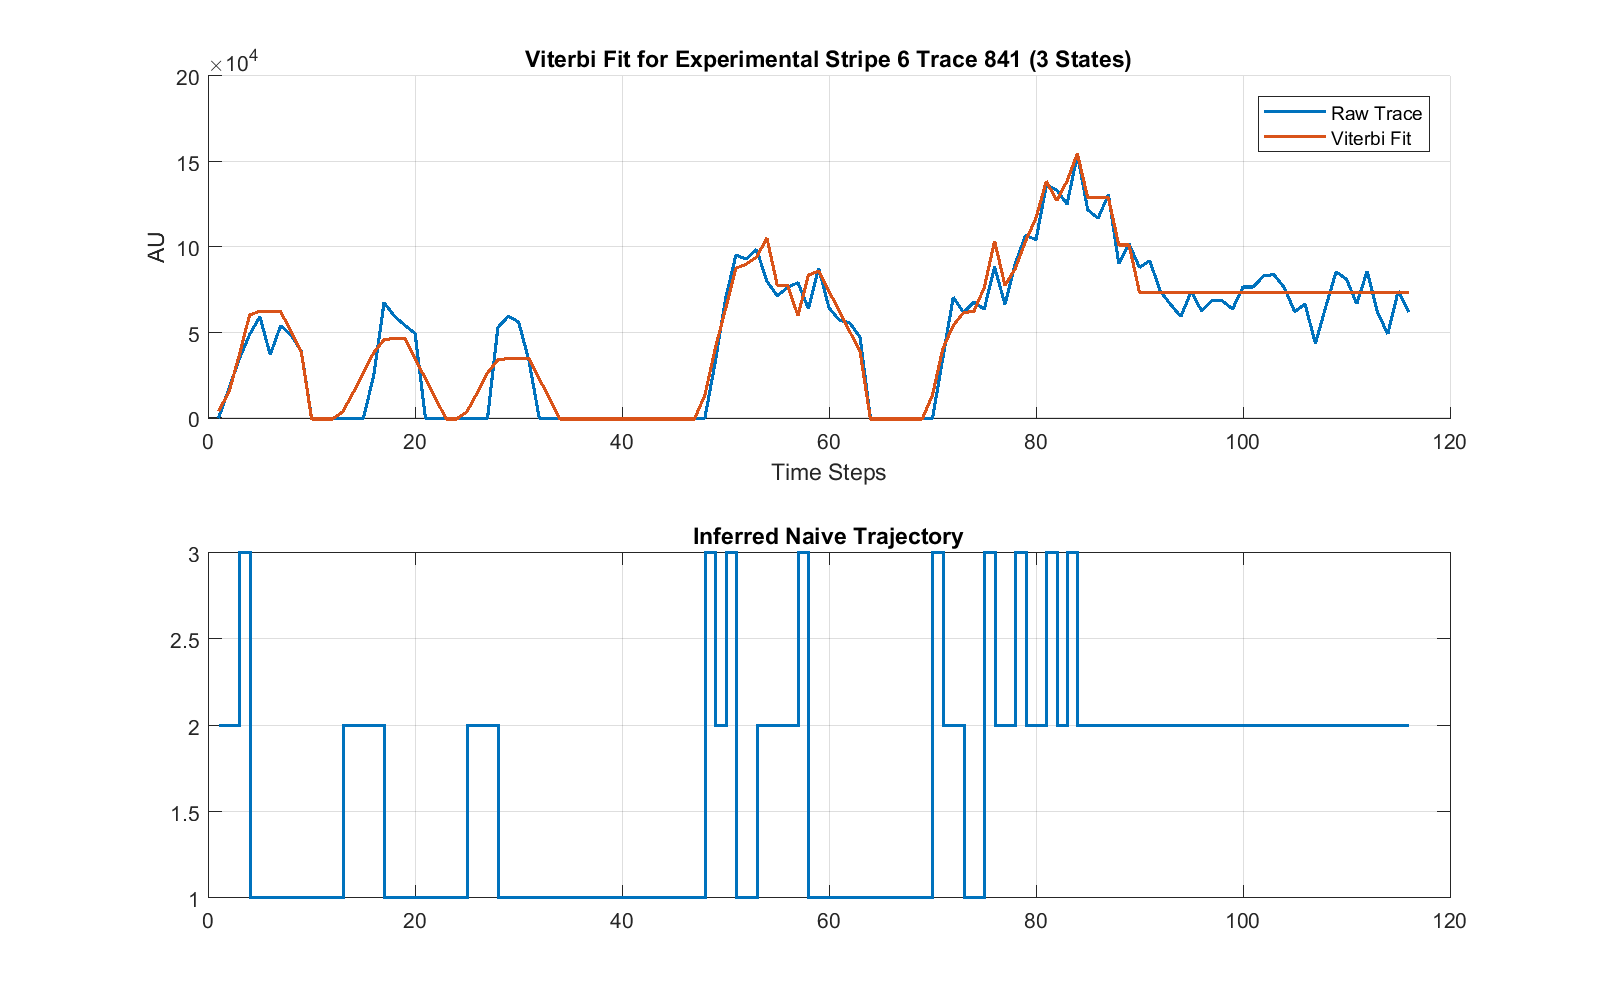 Viterbi Fit for Experimental Stripe 6 Trace 841 (3 States)
×10⁴
20
15
10
5
0
AU
Raw Trace
Viterbi Fit
0 20 40 60 80 100 120
Time Steps
Inferred Naive Trajectory
3
2.5
2
1.5
1
0 20 40 60 80 100 120